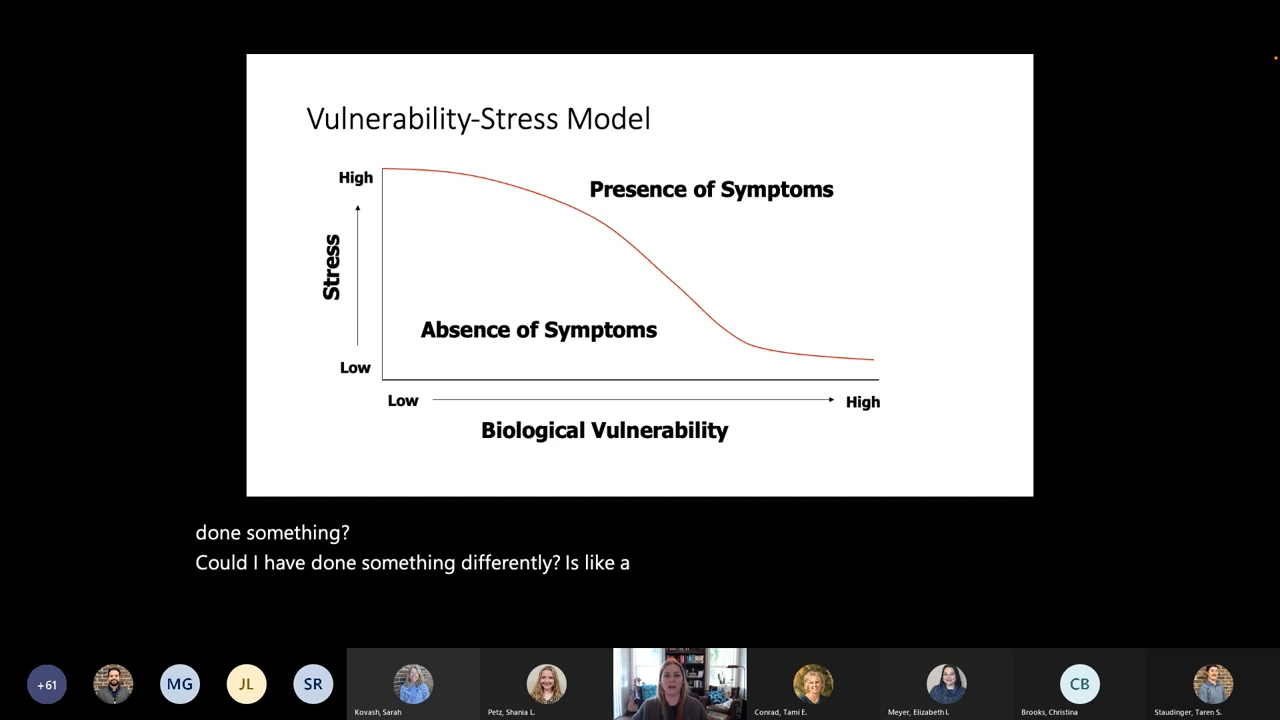 Vulnerability-Stress Model
High
Presence of Symptoms
Stress
Absence of Symptoms
Low
Low
High
Biological Vulnerability
done something?
Could I have done something differently? Is like a
+61
MG
JL
SR
CB
Kovash, Sarah
Petz, Shania L.
Conrad, Tami E.
Meyer, Elizabeth I.
Brooks, Christina
Staudinger, Taren S.